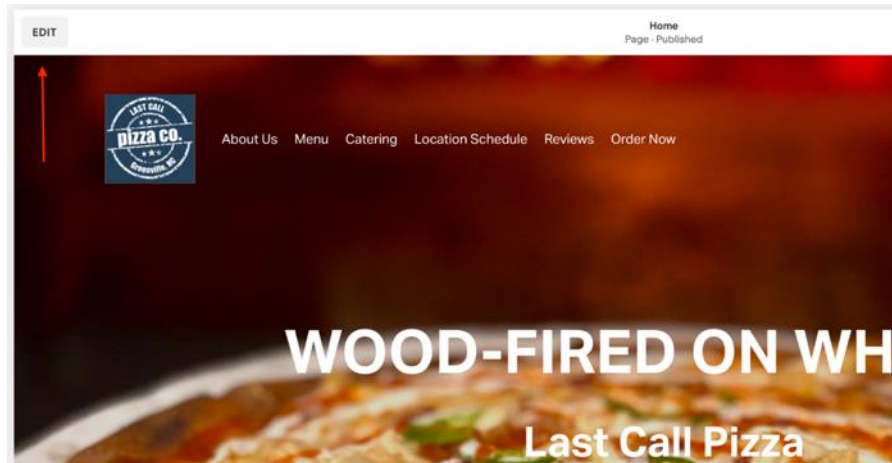 EDIT
Home
Page · Published
LAST CALL
pizza co.
Greenville, NC
About Us Menu Catering Location Schedule Reviews Order Now
WOOD-FIRED ON WH
Last Call Pizza